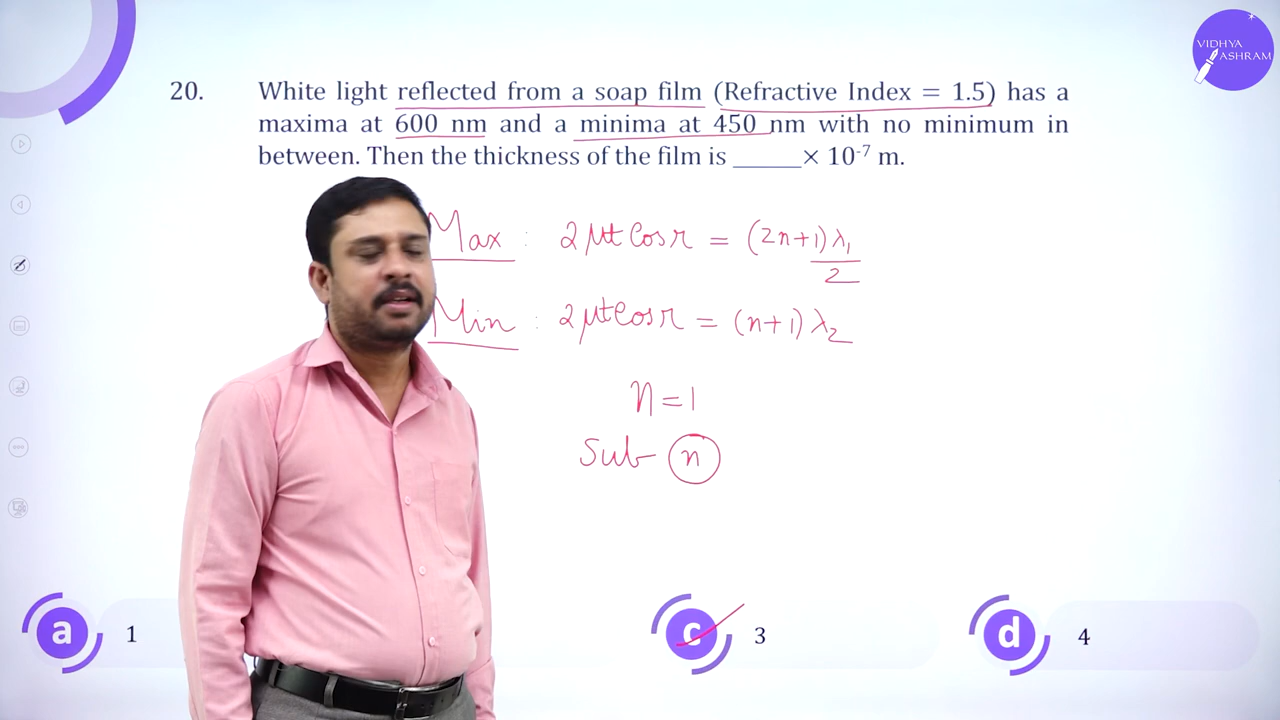 VIDHYA
ASHRAM
20. White light reflected from a soap film (Refractive Index = 1.5) has a
maxima at 600 nm and a minima at 450 nm with no minimum in
between. Then the thickness of the film is _____ × 10⁻⁷ m.
Max : 2μt cos r = (2n+1)λ₁/2
Min : 2μt cos r = (n+1)λ₂
n=1
Sub n
a 1
c 3
d 4